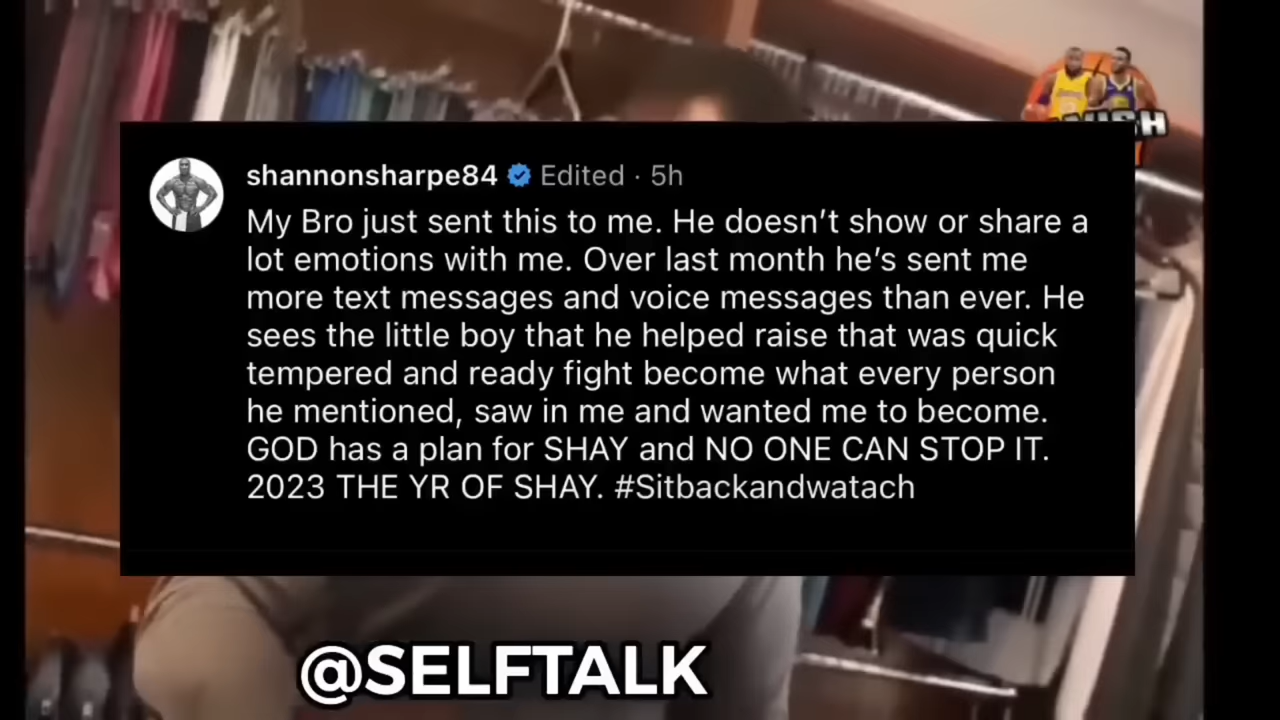 shannonsharpe84 Edited · 5h
My Bro just sent this to me. He doesn’t show or share a
lot emotions with me. Over last month he’s sent me
more text messages and voice messages than ever. He
sees the little boy that he helped raise that was quick
tempered and ready fight become what every person
he mentioned, saw in me and wanted me to become.
GOD has a plan for SHAY and NO ONE CAN STOP IT.
2023 THE YR OF SHAY. #Sitbackandwatach
@SELFTALK